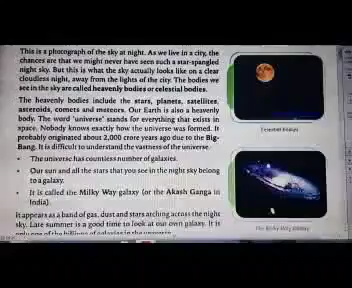 This is a photograph of the sky at night. As we live in a city, the
chances are that we might never have seen such a star-spangled
night sky. But this is what the sky actually looks like on a clear
cloudless night, away from the lights of the city. The bodies we
see in the sky are called heavenly bodies or celestial bodies.
The heavenly bodies include the stars, planets, satellites,
asteroids, comets and meteors. Our Earth is also a heavenly
body. The word 'universe' stands for everything that exists in
space. Nobody knows exactly how the universe was formed. It
probably originated about 2,000 crore years ago due to the Big-
Bang. It is difficult to understand the vastness of the universe.
• The universe has countless number of galaxies.
• Our sun and all the stars that you see in the night sky belong
to a galaxy.
• It is called the Milky Way galaxy (or the Akash Ganga in
India).
It appears as a band of gas, dust and stars arching across the night
sky. Late summer is a good time to look at our own galaxy. It is
only one of the billions of galaxies in the universe
Celestial bodies
The Milky Way Galaxy